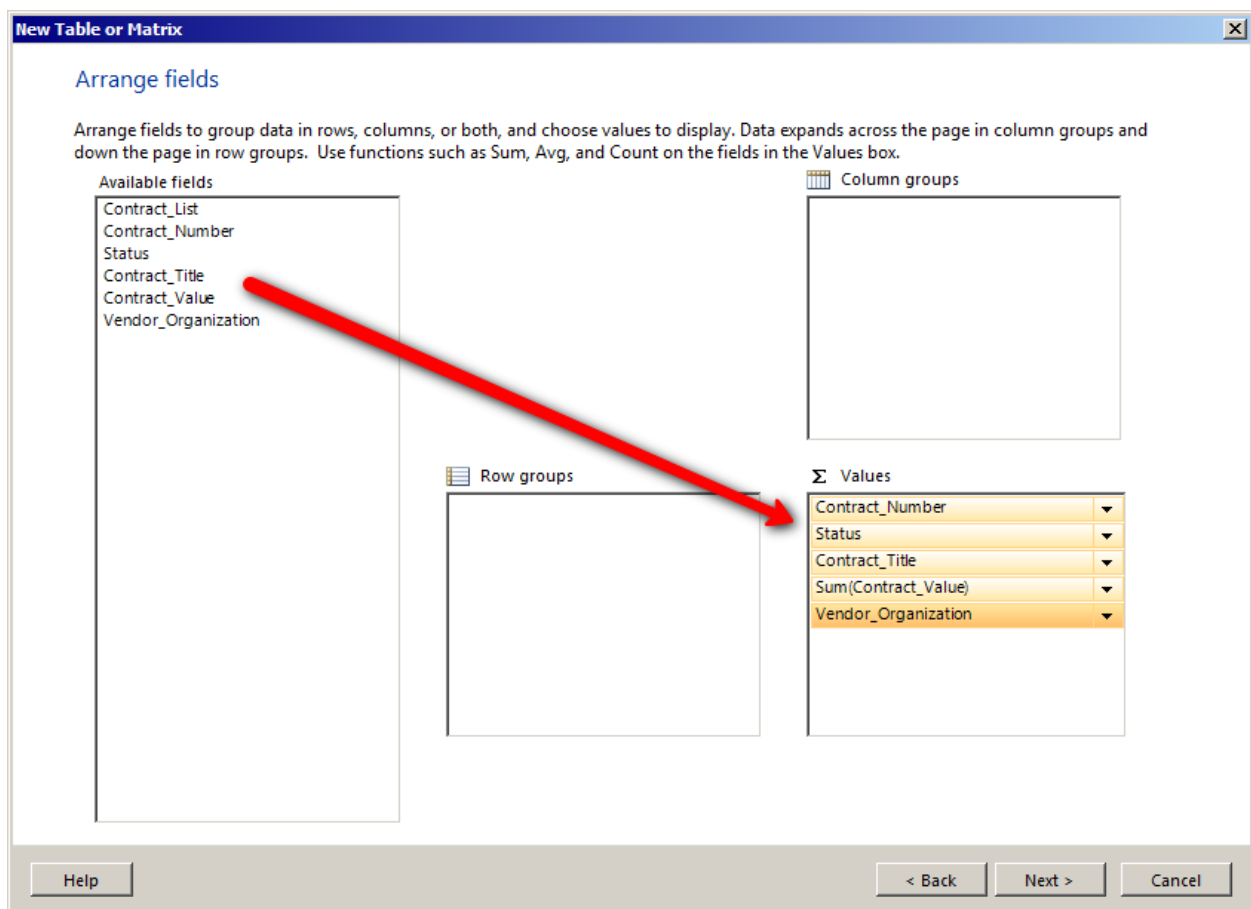 New Table or Matrix
Arrange fields
Arrange fields to group data in rows, columns, or both, and choose values to display. Data expands across the page in column groups and
down the page in row groups.  Use functions such as Sum, Avg, and Count on the fields in the Values box.
Available fields
Contract_List
Contract_Number
Status
Contract_Title
Contract_Value
Vendor_Organization
Column groups
Row groups
Σ Values
Contract_Number
Status
Contract_Title
Sum(Contract_Value)
Vendor_Organization
Help
< Back
Next >
Cancel